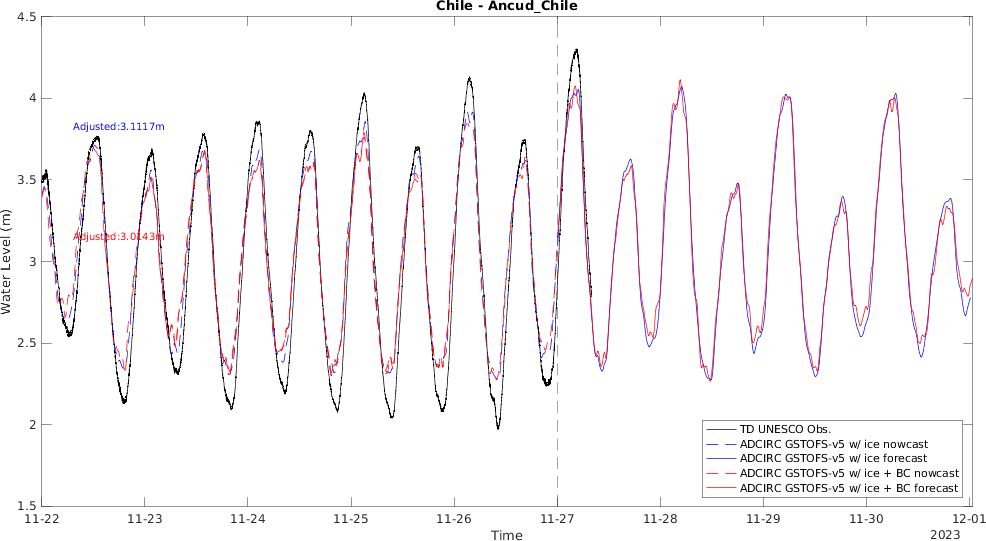 Chile - Ancud_Chile
4.5
4
3.5
3
2.5
2
1.5
Water Level (m)
Adjusted:3.1117m
Adjusted:3.0143m
TD UNESCO Obs.
ADCIRC GSTOFS-v5 w/ ice nowcast
ADCIRC GSTOFS-v5 w/ ice forecast
ADCIRC GSTOFS-v5 w/ ice + BC nowcast
ADCIRC GSTOFS-v5 w/ ice + BC forecast
11-22 11-23 11-24 11-25 11-26 11-27 11-28 11-29 11-30 12-01
Time
2023